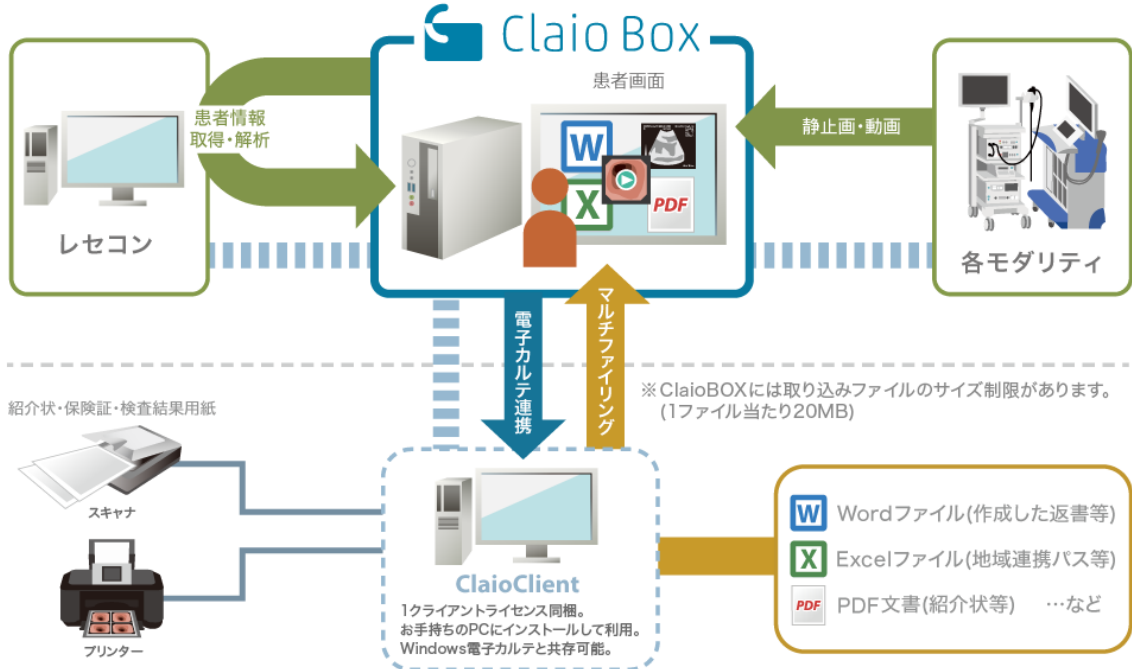 Claio Box
患者画面
患者情報
取得・解析
レセコン
W
X
PDF
静止画・動画
各モダリティ
電子カルテ連携
マルチファイリング
※ClaioBOXには取り込みファイルのサイズ制限があります。
(1ファイル当たり20MB)
紹介状・保険証・検査結果用紙
スキャナ
プリンター
ClaioClient
1クライアントライセンス同梱。
お手持ちのPCにインストールして利用。
Windows電子カルテと共存可能。
W Wordファイル(作成した返書等)
X Excelファイル(地域連携パス等)
PDF PDF文書(紹介状等) …など